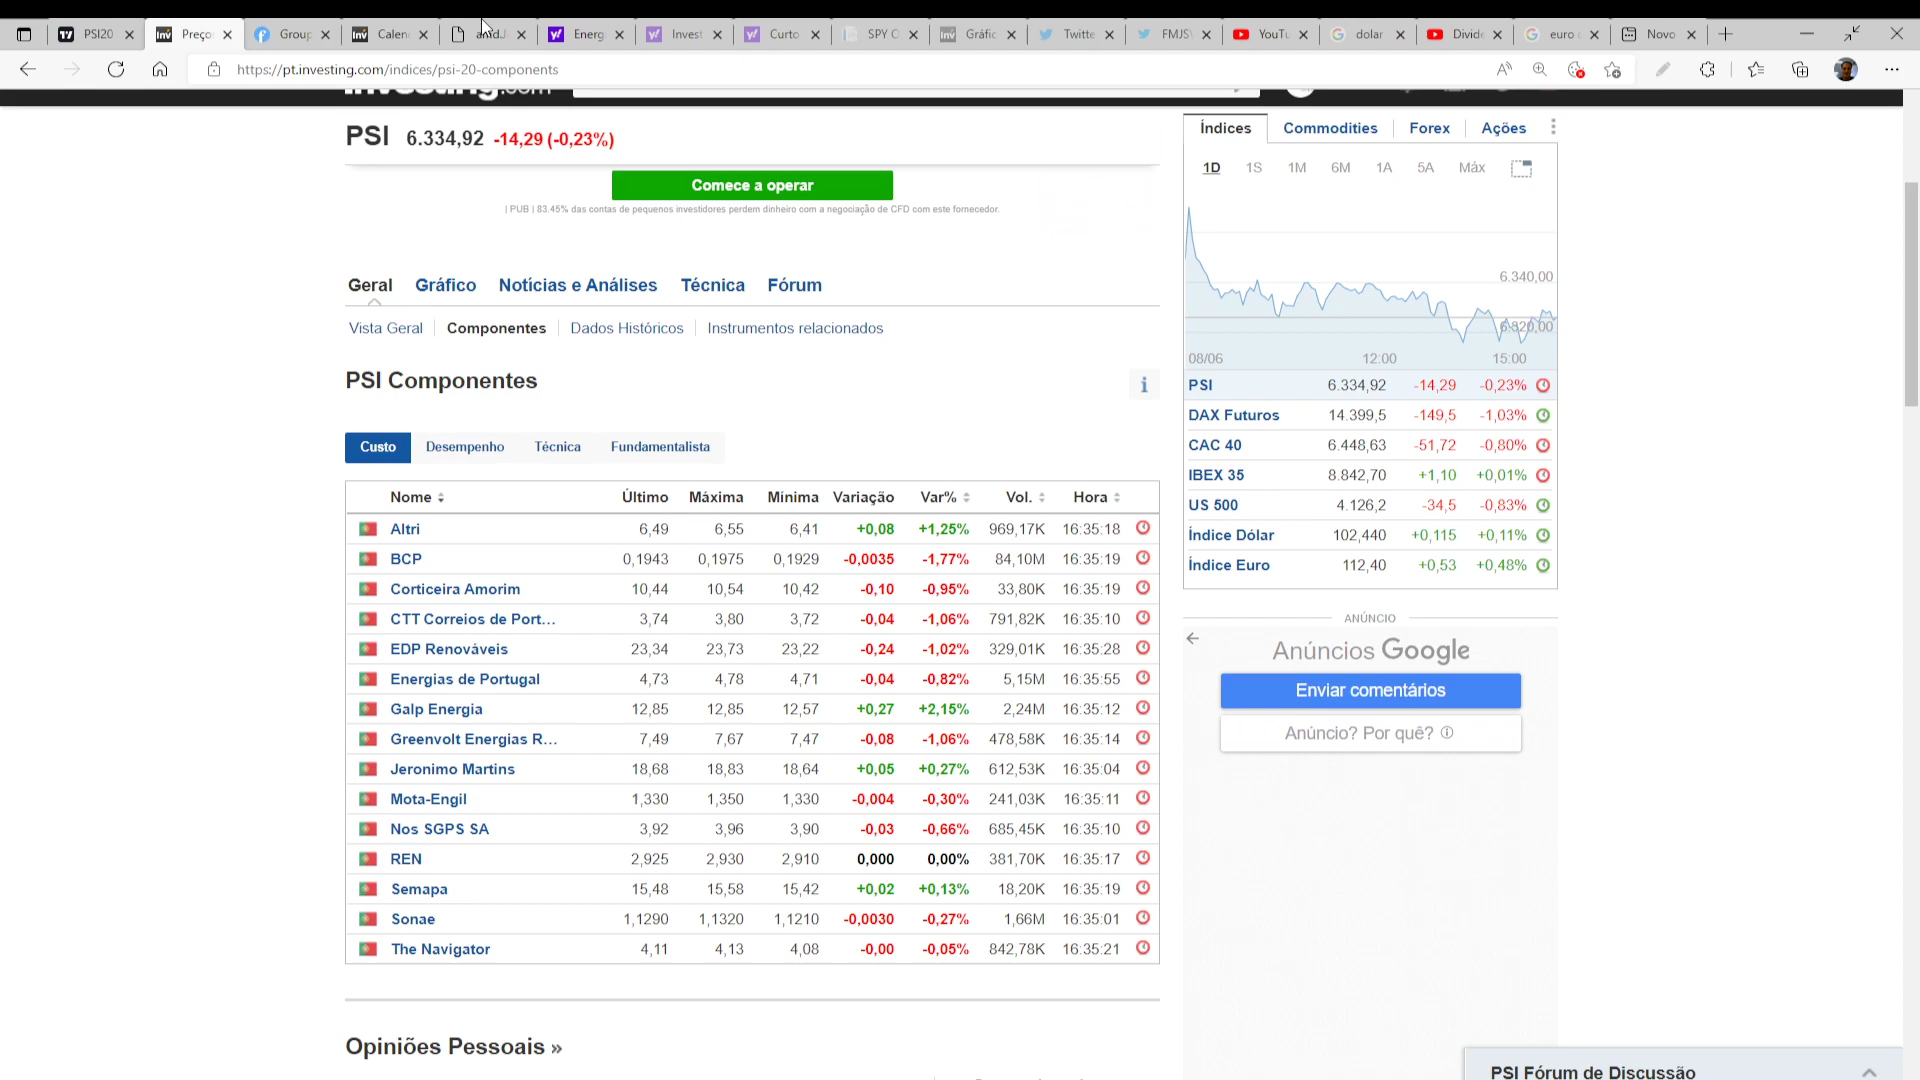 PSI20
Preço
Group
Calen
andJ
Energ
Invest
Curto
SPY C
Gráfic
Twitte
FMJS
YouTu
dolar
Divide
euro
Novo
https://pt.investing.com/indices/psi-20-components
Investing.com
PSI 6.334,92 -14,29 (-0,23%)
Comece a operar
| PUB | 83.45% das contas de pequenos investidores perdem dinheiro com a negociação de CFD com este fornecedor.
Geral Gráfico Notícias e Análises Técnica Fórum
Vista Geral Componentes Dados Históricos Instrumentos relacionados
PSI Componentes
Custo Desempenho Técnica Fundamentalista
Nome Último Máxima Mínima Variação Var% Vol. Hora
Altri 6,49 6,55 6,41 +0,08 +1,25% 969,17K 16:35:18
BCP 0,1943 0,1975 0,1929 -0,0035 -1,77% 84,10M 16:35:19
Corticeira Amorim 10,44 10,54 10,42 -0,10 -0,95% 33,80K 16:35:19
CTT Correios de Port... 3,74 3,80 3,72 -0,04 -1,06% 791,82K 16:35:10
EDP Renováveis 23,34 23,73 23,22 -0,24 -1,02% 329,01K 16:35:28
Energias de Portugal 4,73 4,78 4,71 -0,04 -0,82% 5,15M 16:35:55
Galp Energia 12,85 12,85 12,57 +0,27 +2,15% 2,24M 16:35:12
Greenvolt Energias R... 7,49 7,67 7,47 -0,08 -1,06% 478,58K 16:35:14
Jeronimo Martins 18,68 18,83 18,64 +0,05 +0,27% 612,53K 16:35:04
Mota-Engil 1,330 1,350 1,330 -0,004 -0,30% 241,03K 16:35:11
Nos SGPS SA 3,92 3,96 3,90 -0,03 -0,66% 685,45K 16:35:10
REN 2,925 2,930 2,910 0,000 0,00% 381,70K 16:35:17
Semapa 15,48 15,58 15,42 +0,02 +0,13% 18,20K 16:35:19
Sonae 1,1290 1,1320 1,1210 -0,0030 -0,27% 1,66M 16:35:01
The Navigator 4,11 4,13 4,08 -0,00 -0,05% 842,78K 16:35:21
Opiniões Pessoais »
Índices Commodities Forex Ações
1D 1S 1M 6M 1A 5A Máx
6.340,00
6.320,00
08/06 12:00 15:00
PSI 6.334,92 -14,29 -0,23%
DAX Futuros 14.399,5 -149,5 -1,03%
CAC 40 6.448,63 -51,72 -0,80%
IBEX 35 8.842,70 +1,10 +0,01%
US 500 4.126,2 -34,5 -0,83%
Índice Dólar 102,440 +0,115 +0,11%
Índice Euro 112,40 +0,53 +0,48%
ANÚNCIO
Anúncios Google
Enviar comentários
Anúncio? Por quê?
PSI Fórum de Discussão